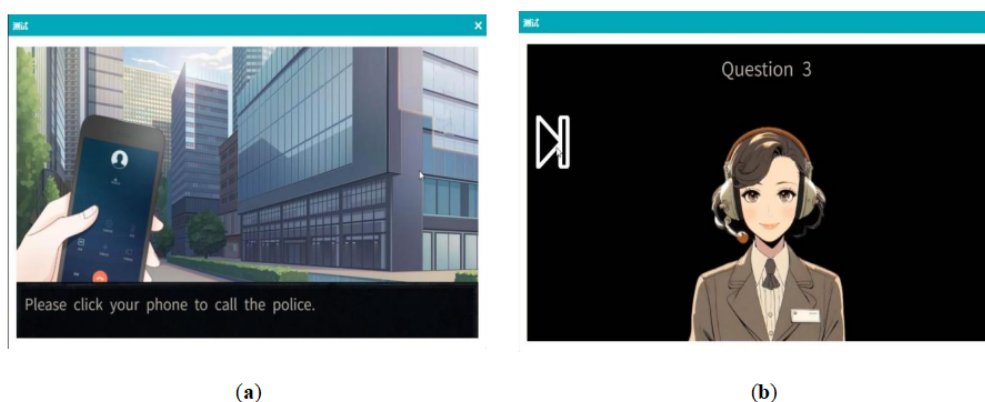 测试
Please click your phone to call the police.
(a)
测试
Question 3
(b)